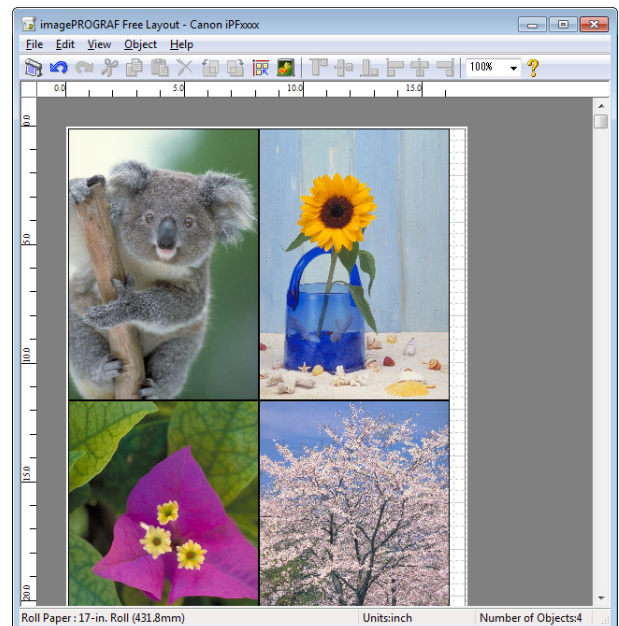 imagePROGRAF Free Layout - Canon iPFxxxx
File Edit View Object Help
100%
0.0 5.0 10.0 15.0
0.0
5.0
10.0
15.0
20.0
Roll Paper : 17-in. Roll (431.8mm) Units:inch Number of Objects:4